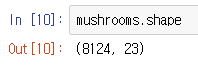 In [10]: mushrooms.shape
Out[10]: (8124, 23)